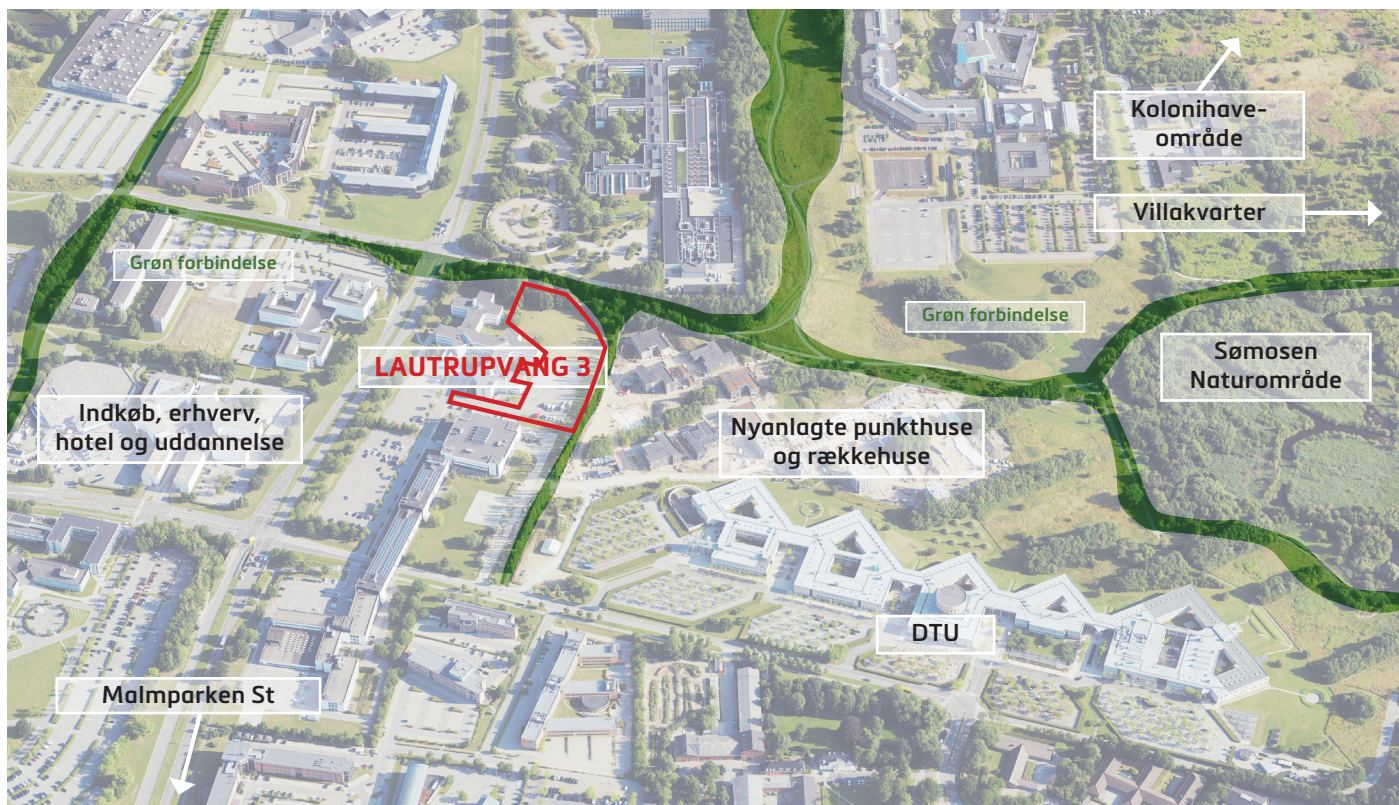 Kolonihave-
område
Villakvarter
Grøn forbindelse
Grøn forbindelse
Sømosen
Naturområde
LAUTRUPVANG 3
Indkøb, erhverv,
hotel og uddannelse
Nyanlagte punkthuse
og rækkehuse
DTU
Malmparken St